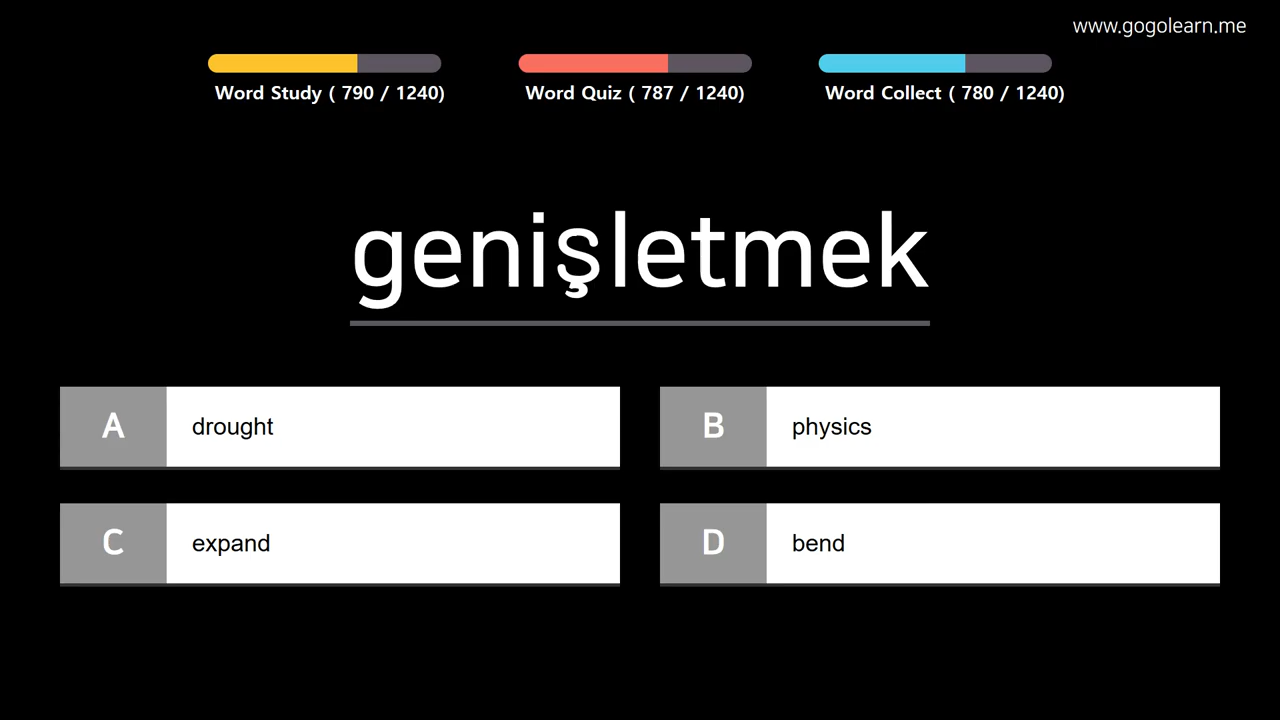 www.gogolearn.me
Word Study ( 790 / 1240)
Word Quiz ( 787 / 1240)
Word Collect ( 780 / 1240)
genişletmek
A drought
B physics
C expand
D bend